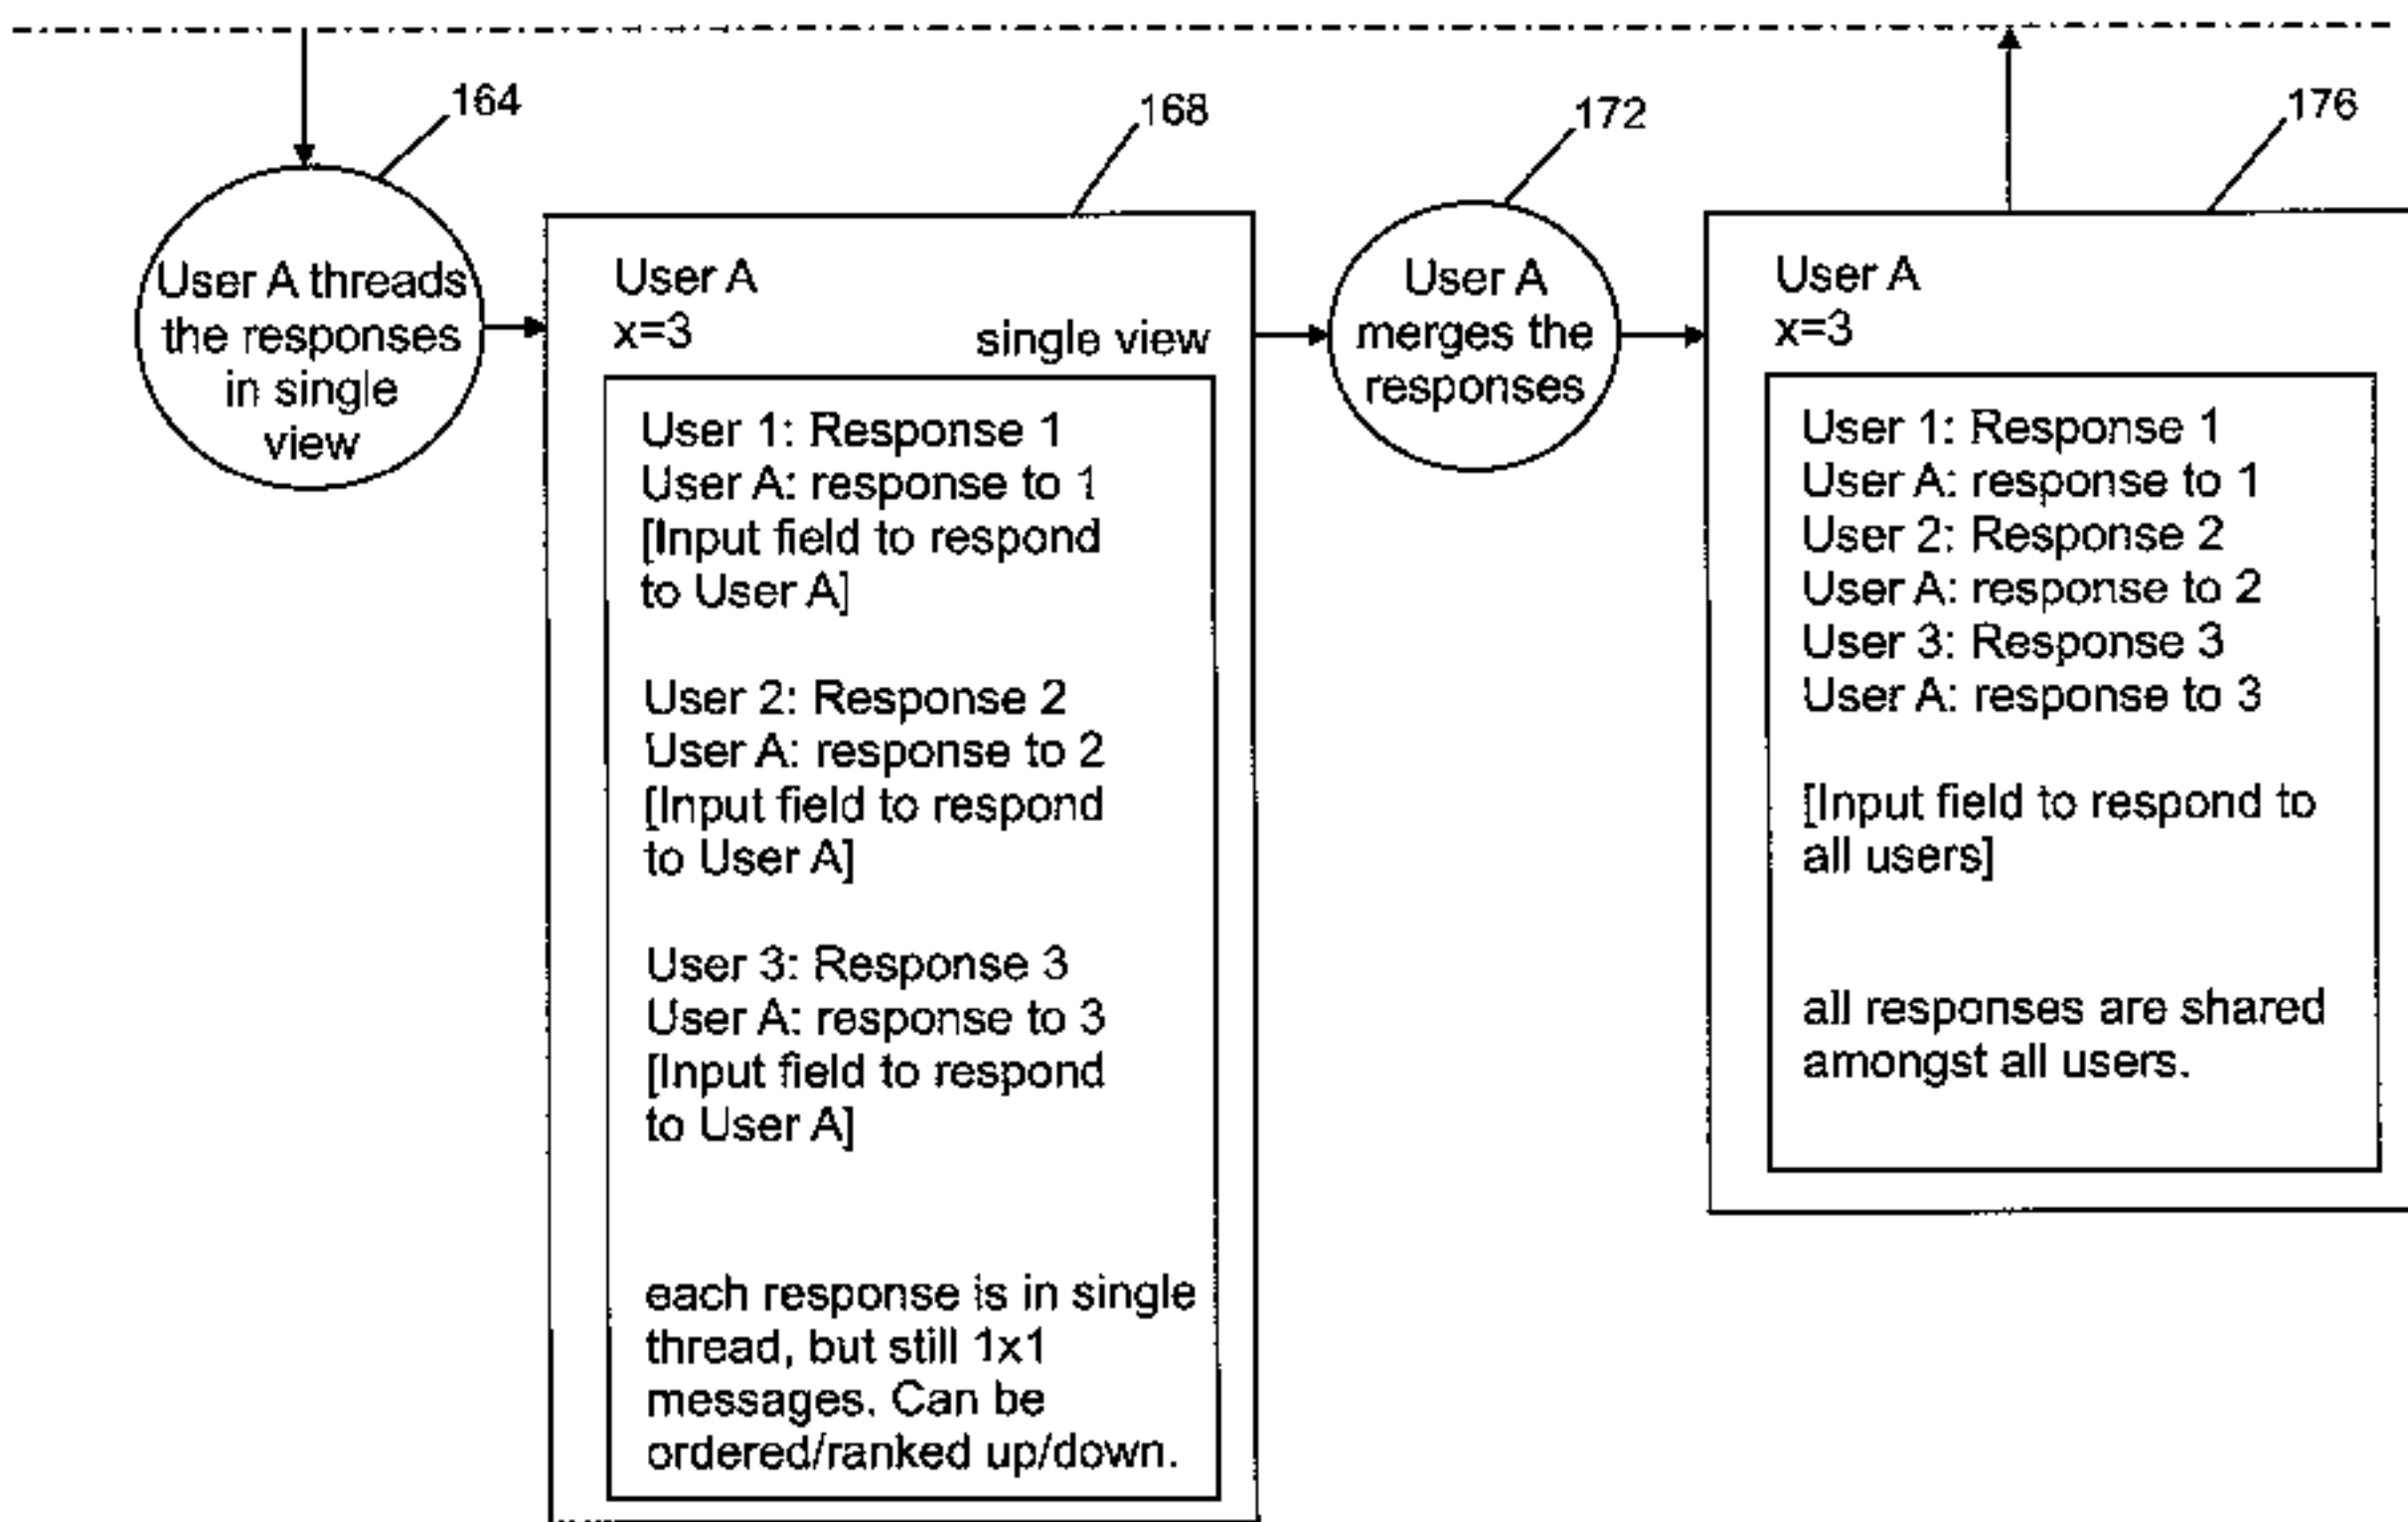 164
168
172
176
User A threads
the responses
in single
view
User A
x=3
single view
User 1: Response 1
User A: response to 1
[Input field to respond
to User A]
User 2: Response 2
User A: response to 2
[Input field to respond
to User A]
User 3: Response 3
User A: response to 3
[Input field to respond
to User A]
each response is in single
thread, but still 1x1
messages. Can be
ordered/ranked up/down.
User A
merges the
responses
User A
x=3
User 1: Response 1
User A: response to 1
User 2: Response 2
User A: response to 2
User 3: Response 3
User A: response to 3
[Input field to respond to
all users]
all responses are shared
amongst all users.